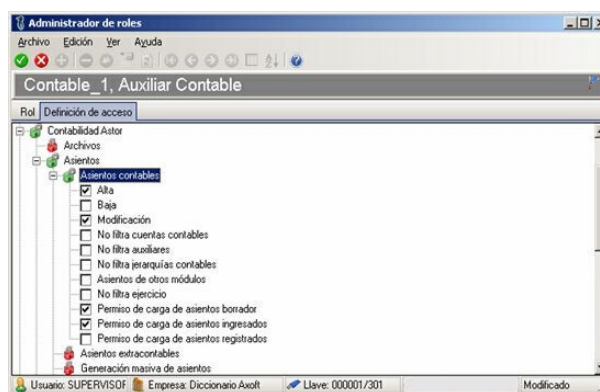 Administrador de roles
Archivo Edición Ver Ayuda
Contable_1, Auxiliar Contable
Rol Definición de acceso
Contabilidad Astor
Archivos
Asientos
Asientos contables
Alta
Baja
Modificación
No filtra cuentas contables
No filtra auxiliares
No filtra jerarquías contables
Asientos de otros módulos
No filtra ejercicio
Permiso de carga de asientos borrador
Permiso de carga de asientos ingresados
Permiso de carga de asientos registrados
Asientos extracontables
Generación masiva de asientos
Usuario: SUPERVISOF Empresa: Diccionario Axoft Llave: 000001/301 Modificado